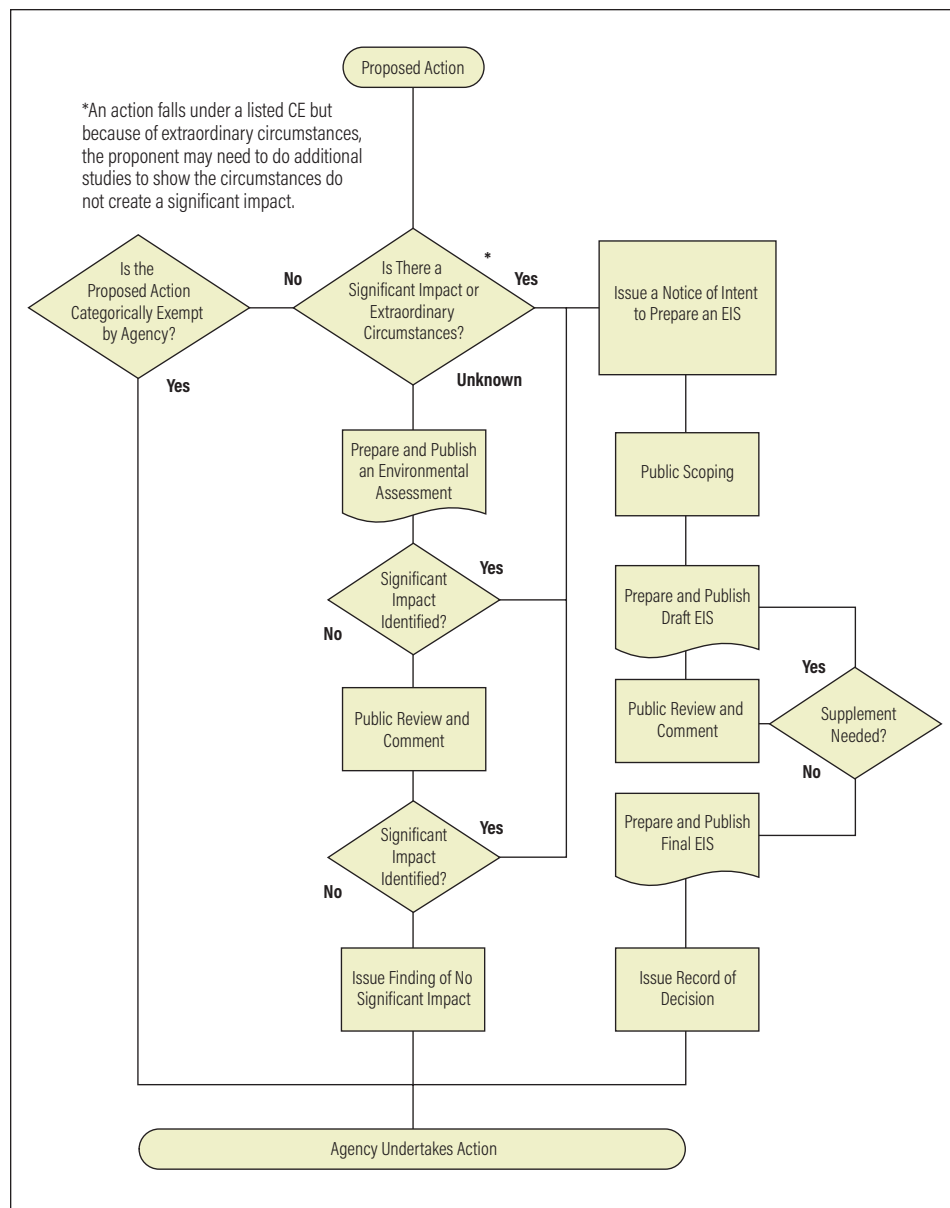 Proposed Action
*An action falls under a listed CE but
because of extraordinary circumstances,
the proponent may need to do additional
studies to show the circumstances do
not create a significant impact.
Is the
Proposed Action
Categorically Exempt
by Agency?
No
Yes
Is There a
Significant Impact or
Extraordinary
Circumstances?
*
Yes
Unknown
Issue a Notice of Intent
to Prepare an EIS
Prepare and Publish
an Environmental
Assessment
Public Scoping
Significant
Impact
Identified?
Yes
No
Prepare and Publish
Draft EIS
Yes
Public Review and
Comment
Public Review and
Comment
Supplement
Needed?
No
Significant
Impact
Identified?
Yes
No
Prepare and Publish
Final EIS
Issue Finding of No
Significant Impact
Issue Record of
Decision
Agency Undertakes Action